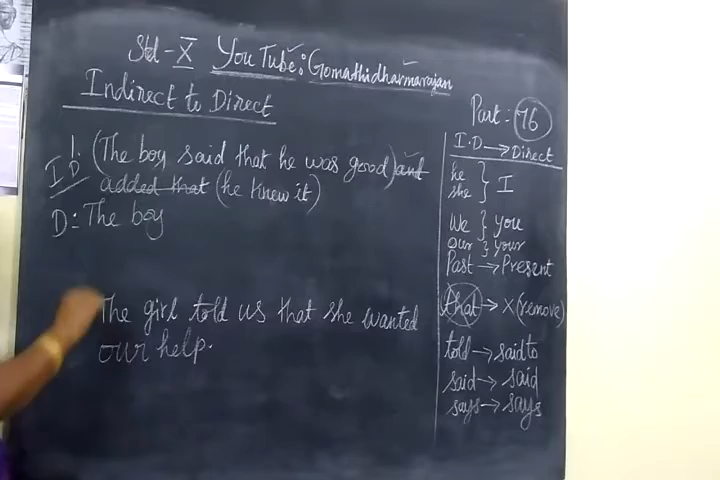 Std - X YouTube: Gomathidharmarajan
Indirect to Direct
Part: 76
1. (The boy said that he was good) and
I D added that (he knew it)
D: The boy
The girl told us that she wanted
our help.
I.D → Direct
he
she } I
We } you
our } your
Past → Present
that → X (remove)
told → said to
said → said
says → says